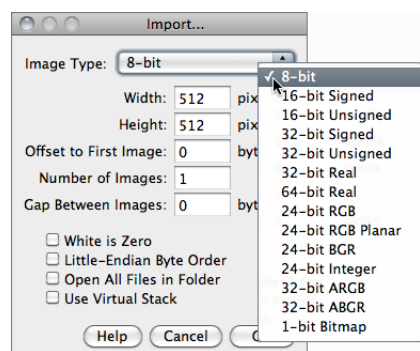 Import...
Image Type: 8-bit
Width: 512
Height: 512
Offset to First Image: 0
Number of Images: 1
Gap Between Images: 0
White is Zero
Little-Endian Byte Order
Open All Files in Folder
Use Virtual Stack
Help Cancel
✓ 8-bit
16-bit Signed
16-bit Unsigned
32-bit Signed
32-bit Unsigned
32-bit Real
64-bit Real
24-bit RGB
24-bit RGB Planar
24-bit BGR
24-bit Integer
32-bit ARGB
32-bit ABGR
1-bit Bitmap